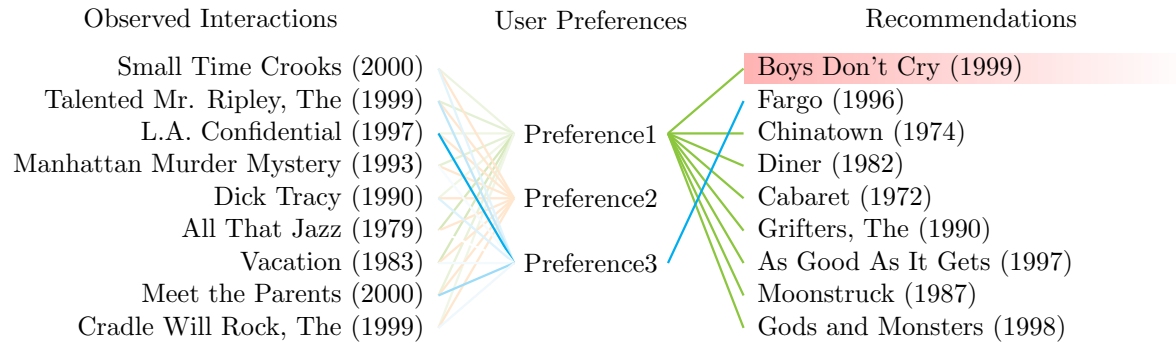 Observed Interactions
Small Time Crooks (2000)
Talented Mr. Ripley, The (1999)
L.A. Confidential (1997)
Manhattan Murder Mystery (1993)
Dick Tracy (1990)
All That Jazz (1979)
Vacation (1983)
Meet the Parents (2000)
Cradle Will Rock, The (1999)
User Preferences
Preference1
Preference2
Preference3
Recommendations
Boys Don't Cry (1999)
Fargo (1996)
Chinatown (1974)
Diner (1982)
Cabaret (1972)
Grifters, The (1990)
As Good As It Gets (1997)
Moonstruck (1987)
Gods and Monsters (1998)